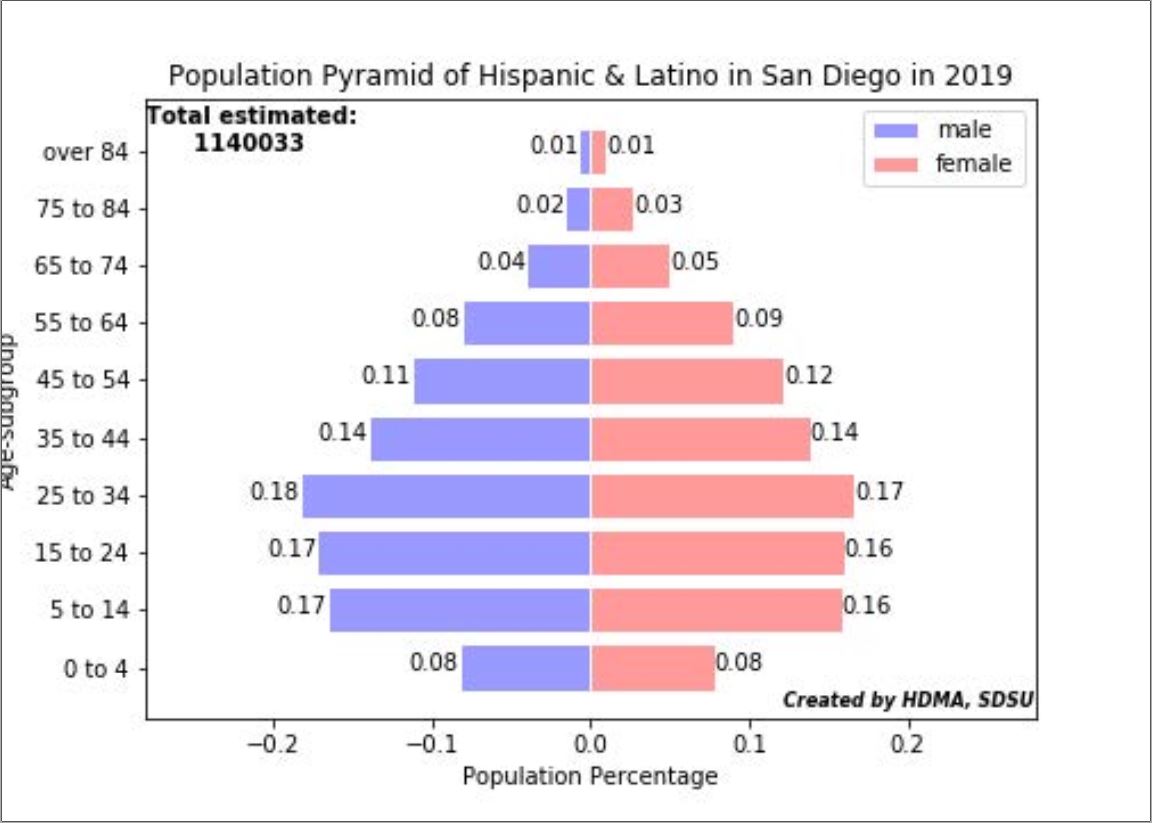 Population Pyramid of Hispanic & Latino in San Diego in 2019
Total estimated:
1140033
male
female
over 84
0.01
0.01
75 to 84
0.02
0.03
65 to 74
0.04
0.05
55 to 64
0.08
0.09
45 to 54
0.11
0.12
35 to 44
0.14
0.14
25 to 34
0.18
0.17
15 to 24
0.17
0.16
5 to 14
0.17
0.16
0 to 4
0.08
0.08
Age-subgroup
Created by HDMA, SDSU
−0.2
−0.1
0.0
0.1
0.2
Population Percentage